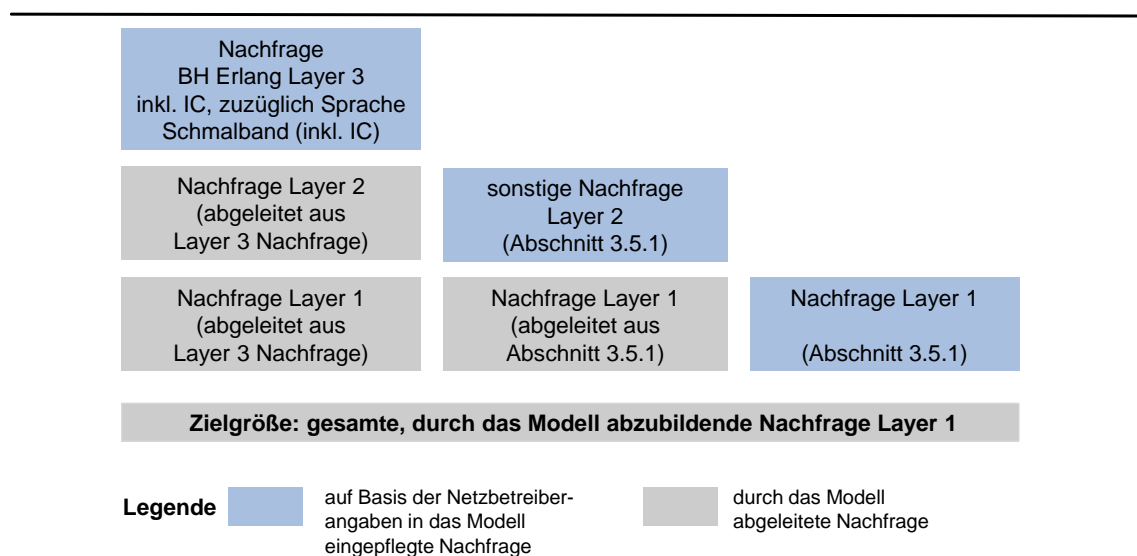 Nachfrage
BH Erlang Layer 3
inkl. IC, zuzüglich Sprache
Schmalband (inkl. IC)
Nachfrage Layer 2
(abgeleitet aus
Layer 3 Nachfrage)
sonstige Nachfrage
Layer 2
(Abschnitt 3.5.1)
Nachfrage Layer 1
(abgeleitet aus
Layer 3 Nachfrage)
Nachfrage Layer 1
(abgeleitet aus
Abschnitt 3.5.1)
Nachfrage Layer 1
(Abschnitt 3.5.1)
Zielgröße: gesamte, durch das Modell abzubildende Nachfrage Layer 1
Legende
auf Basis der Netzbetreiber-
angaben in das Modell
eingepflegte Nachfrage
durch das Modell
abgeleitete Nachfrage